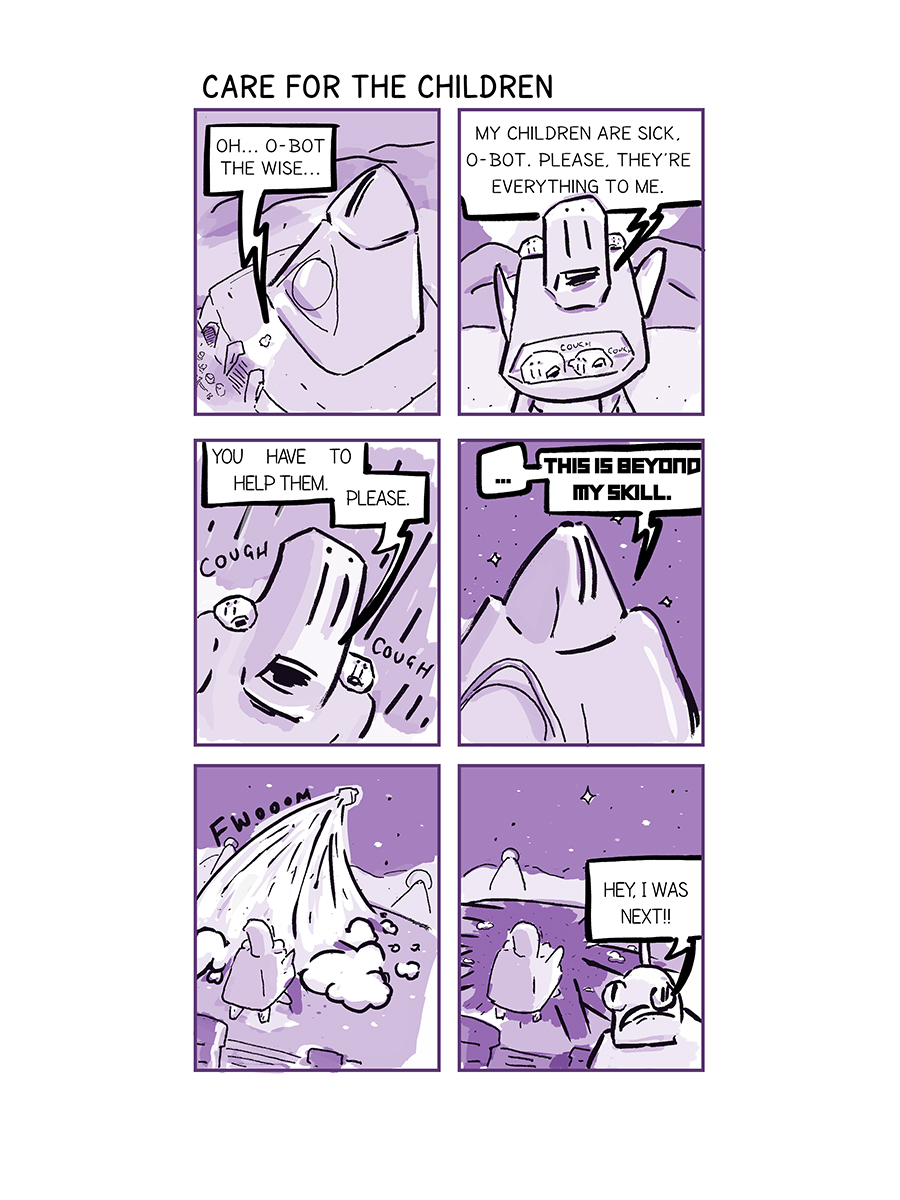 CARE FOR THE CHILDREN
OH... O-BOT
THE WISE...
MY CHILDREN ARE SICK,
O-BOT. PLEASE, THEY'RE
EVERYTHING TO ME.
COUGH
COUGH
YOU HAVE TO
HELP THEM.
PLEASE.
COUGH
COUGH
...
THIS IS BEYOND
MY SKILL.
FWOOOM
HEY, I WAS
NEXT!!